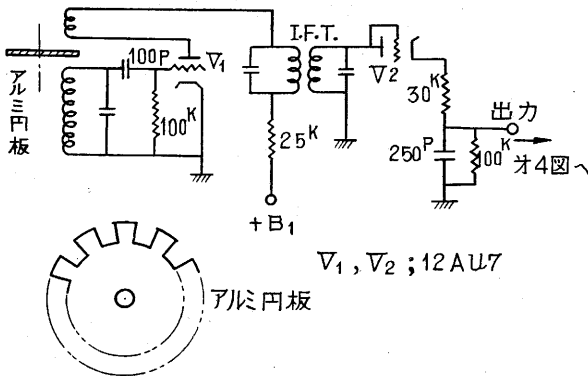 I.F.T.
100P
V1
V2
アルミ円板
100K
25K
30K
出力
250P
100K
才4図へ
+B1
V1, V2 ; 12AU7
アルミ円板